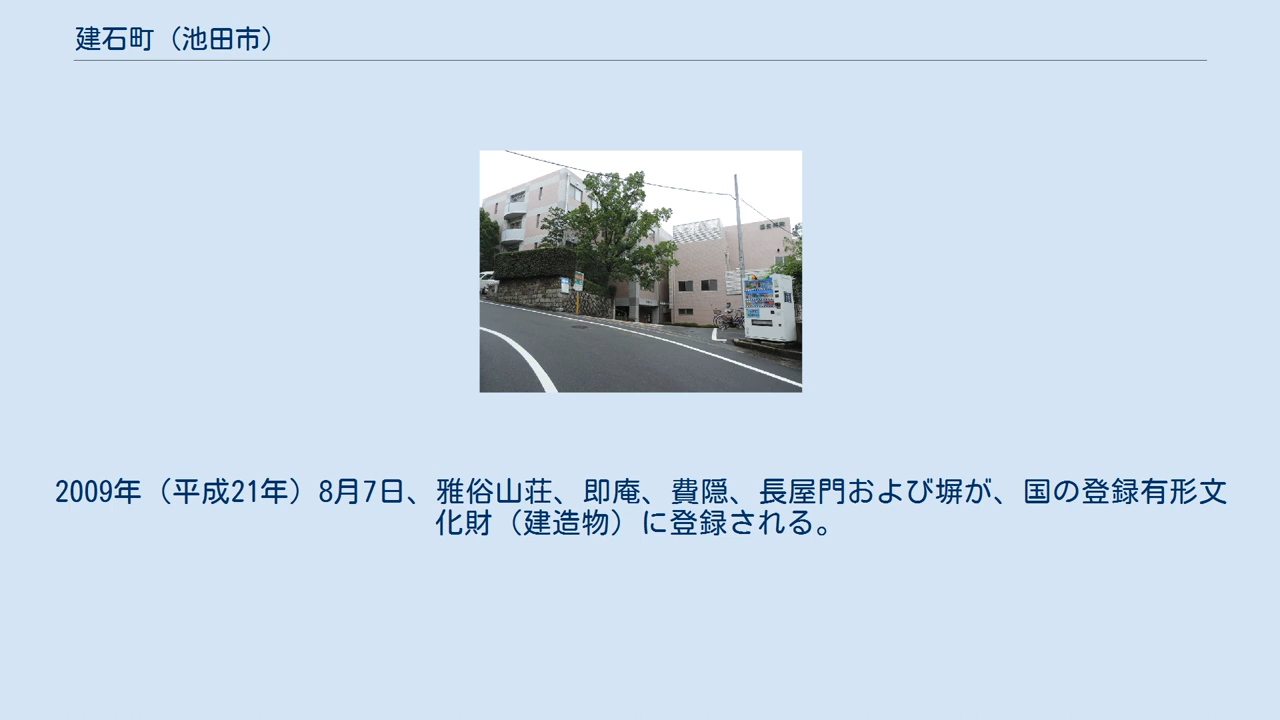 建石町（池田市）
2009年（平成21年）8月7日、雅俗山荘、即庵、費隠、長屋門および塀が、国の登録有形文
化財（建造物）に登録される。